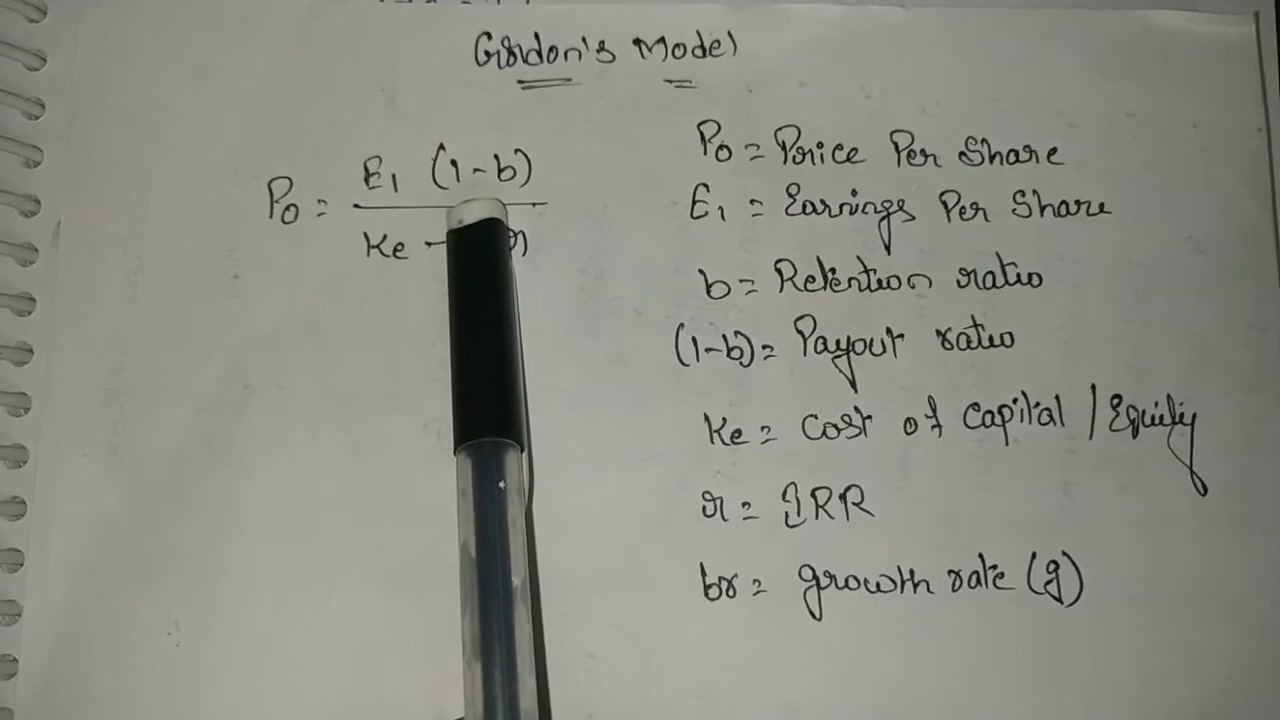 Gordon's Model
P0 = E1 (1-b)
Ke - r
P0 = Price Per Share
E1 = Earnings Per Share
b = Retention ratio
(1-b) = Payout ratio
Ke = Cost of Capital / Equity
r = IRR
br = growth rate (g)